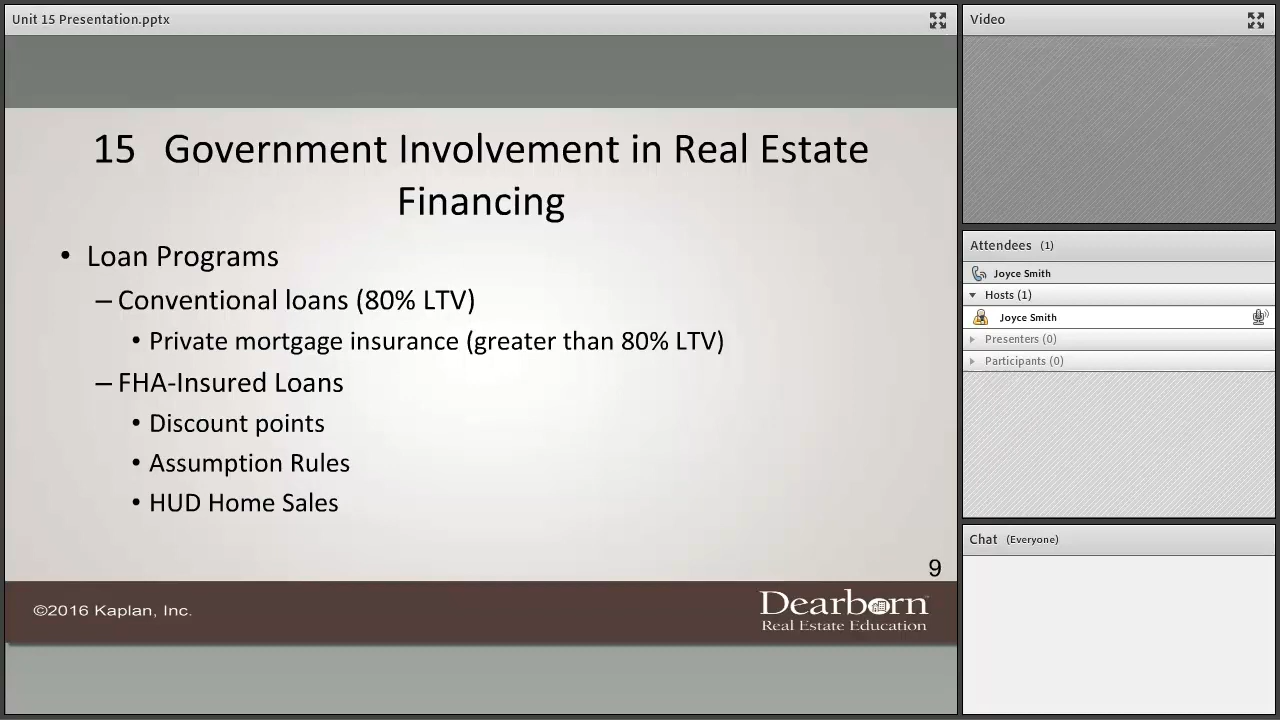 Unit 15 Presentation.pptx
15 Government Involvement in Real Estate
Financing
• Loan Programs
– Conventional loans (80% LTV)
• Private mortgage insurance (greater than 80% LTV)
– FHA-Insured Loans
• Discount points
• Assumption Rules
• HUD Home Sales
9
©2016 Kaplan, Inc.
Dearborn
Real Estate Education
Video
Attendees (1)
Joyce Smith
Hosts (1)
Joyce Smith
Presenters (0)
Participants (0)
Chat (Everyone)